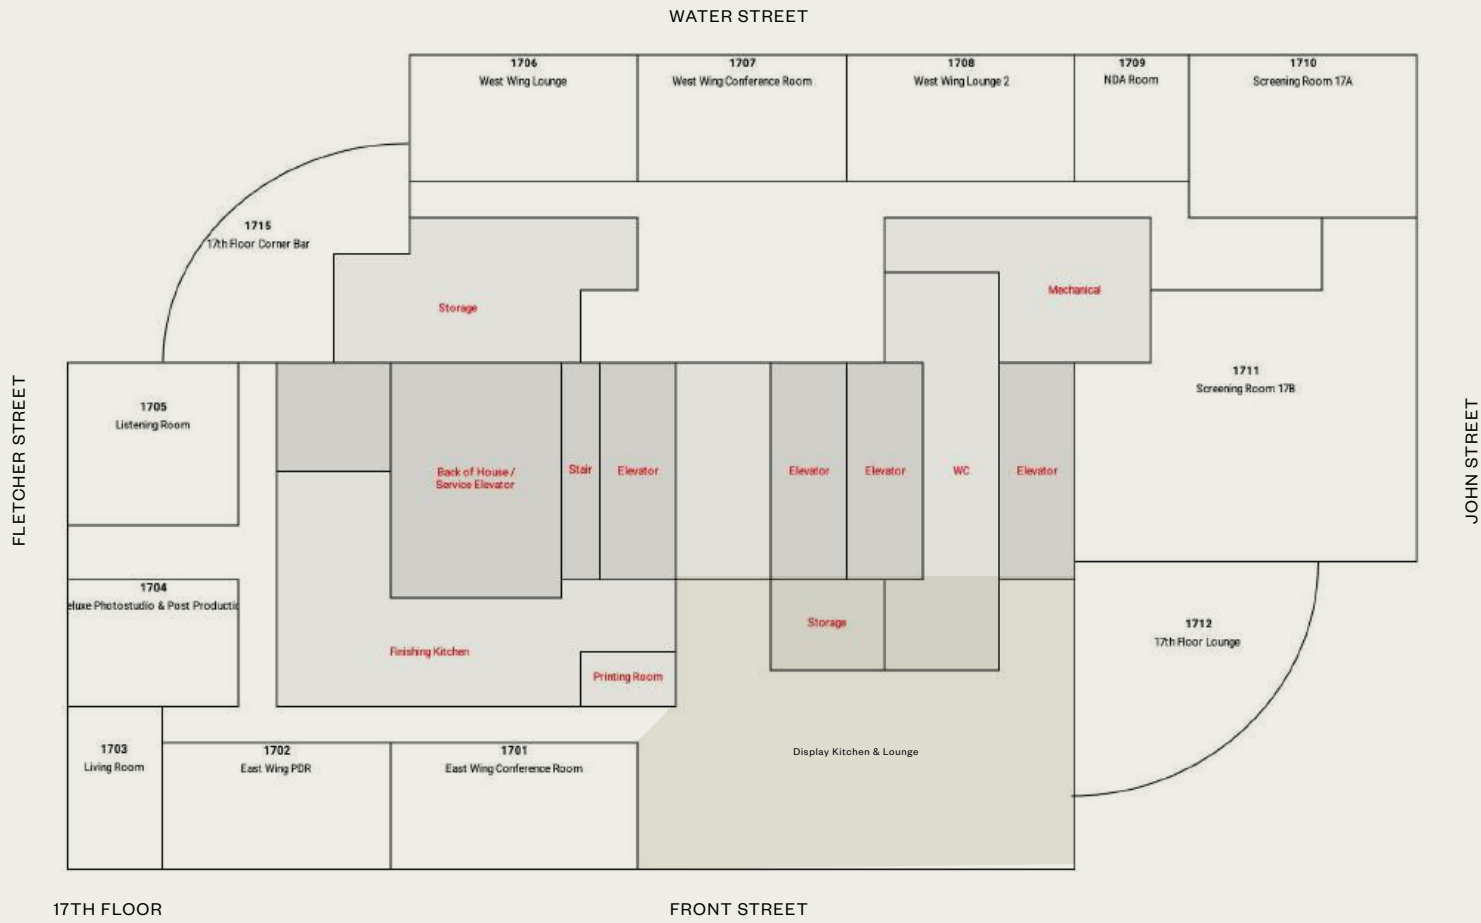 WATER STREET
1706
West Wing Lounge
1707
West Wing Conference Room
1708
West Wing Lounge 2
1709
NDA Room
1710
Screening Room 17A
1715
17th Floor Corner Bar
Storage
Mechanical
1711
Screening Room 17B
1705
Listening Room
Back of House /
Service Elevator
Stair
Elevator
Elevator
Elevator
WC
Elevator
FLETCHER STREET
JOHN STREET
1704
eluxe Photostudio & Post Productio
Storage
1712
17th Floor Lounge
Finishing Kitchen
Printing Room
1703
Living Room
1702
East Wing PDR
1701
East Wing Conference Room
Display Kitchen & Lounge
17TH FLOOR
FRONT STREET